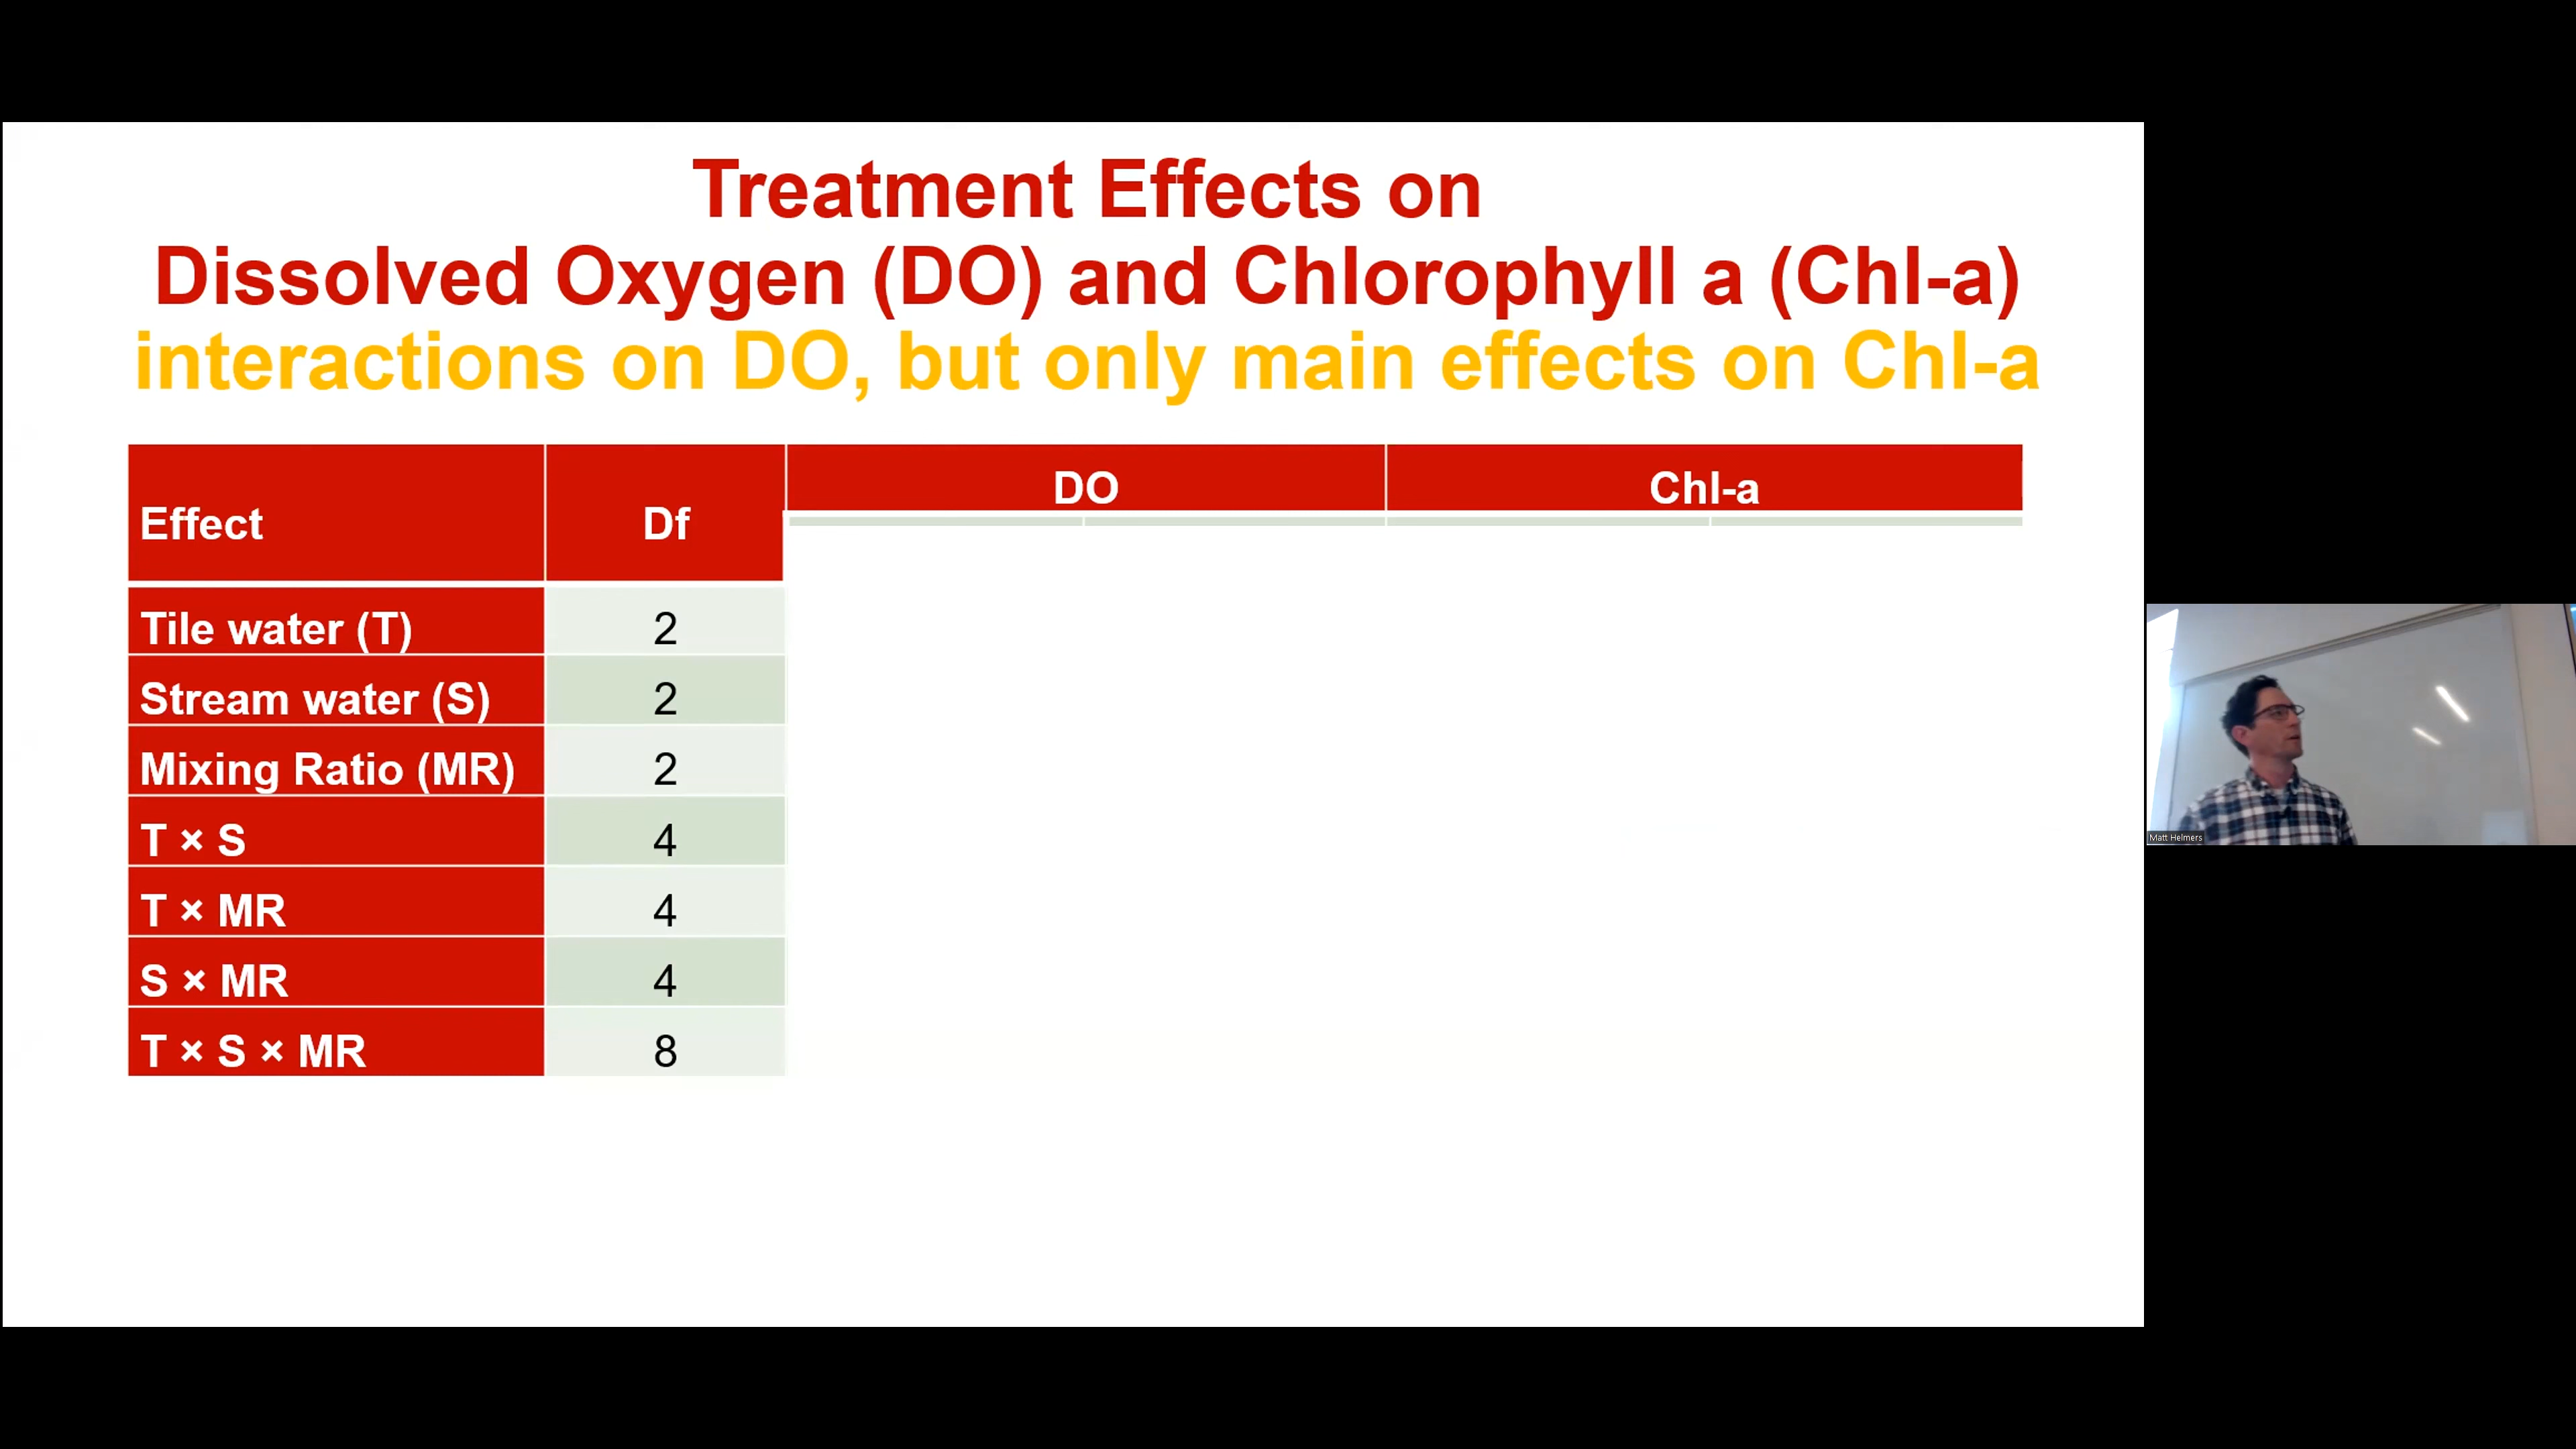 Treatment Effects on
Dissolved Oxygen (DO) and Chlorophyll a (Chl-a)
interactions on DO, but only main effects on Chl-a
Effect Df DO Chl-a
Tile water (T) 2
Stream water (S) 2
Mixing Ratio (MR) 2
T × S 4
T × MR 4
S × MR 4
T × S × MR 8
Matt Helmers